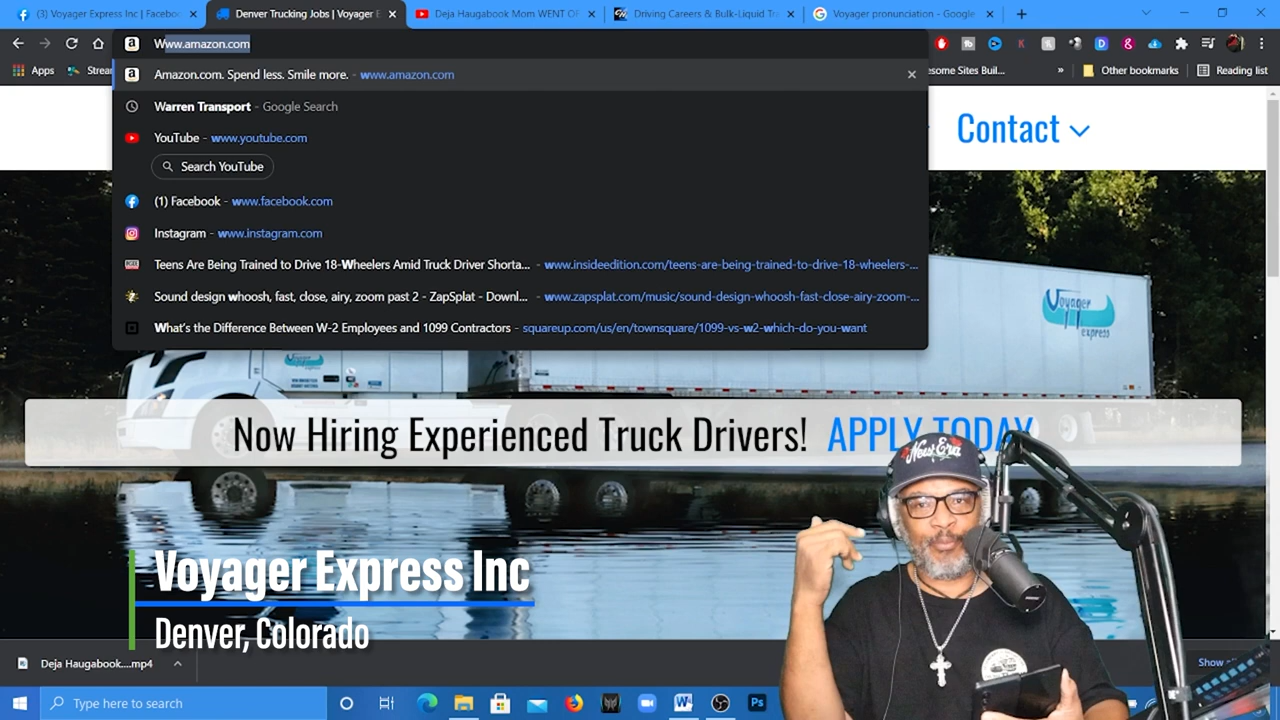 (3) Voyager Express Inc | Facebo
Denver Trucking Jobs | Voyager E
Deja Haugabook Mom WENT OF
Driving Careers & Bulk-Liquid Tr
Voyager pronunciation - Google
Www.amazon.com
Apps
Strea
esome Sites Buil...
»
Other bookmarks
Reading list
Amazon.com. Spend less. Smile more. - www.amazon.com
Warren Transport - Google Search
YouTube - www.youtube.com
Search YouTube
(1) Facebook - www.facebook.com
Instagram - www.instagram.com
Teens Are Being Trained to Drive 18-Wheelers Amid Truck Driver Shorta... - www.insideedition.com/teens-are-being-trained-to-drive-18-wheelers-...
Sound design whoosh, fast, close, airy, zoom past 2 - ZapSplat - Downl... - www.zapsplat.com/music/sound-design-whoosh-fast-close-airy-zoom-...
What's the Difference Between W-2 Employees and 1099 Contractors - squareup.com/us/en/townsquare/1099-vs-w2-which-do-you-want
Contact
Voyager
express
Now Hiring Experienced Truck Drivers! APPLY TODAY
New Era
Voyager Express Inc
Denver, Colorado
Deja Haugabook....mp4
Show
Type here to search